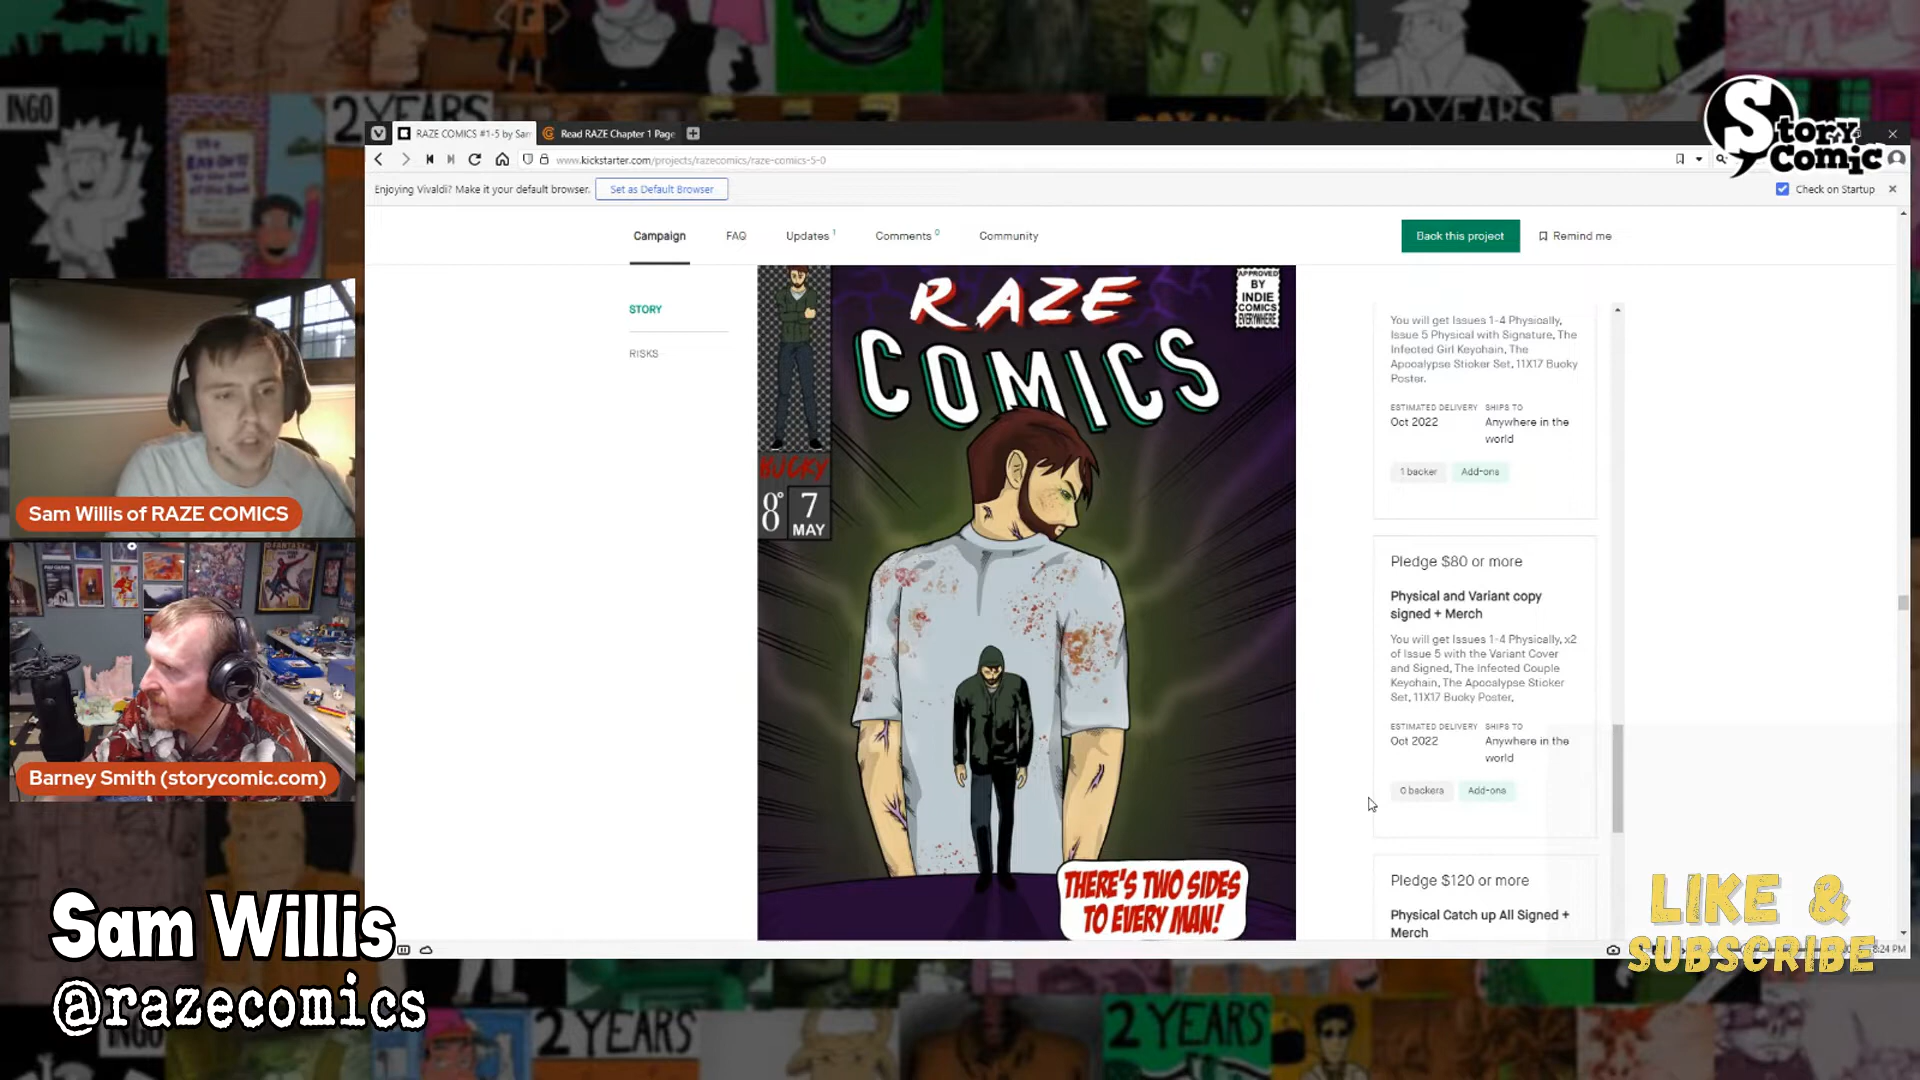 INGO
2 YEARS
2 YEARS
Story
Comic
RAZE COMICS #1-5 by Sam
Read RAZE Chapter 1 Page
www.kickstarter.com/projects/razecomics/raze-comics-5-0
Enjoying Vivaldi? Make it your default browser.
Set as Default Browser
Check on Startup
Campaign
FAQ
Updates 1
Comments 0
Community
Back this project
Remind me
STORY
RISKS
RAZE
COMICS
APPROVED
BY
INDIE
COMICS
EVERYWHERE
BUCKY
8°
7
MAY
THERE'S TWO SIDES
TO EVERY MAN!
You will get Issues 1-4 Physically,
Issue 5 Physical with Signature, The
Infected Girl Keychain, The
Apocalypse Sticker Set, 11X17 Bucky
Poster.
ESTIMATED DELIVERY
SHIPS TO
Oct 2022
Anywhere in the
world
1 backer
Add-ons
Pledge $80 or more
Physical and Variant copy
signed + Merch
You will get Issues 1-4 Physically, x2
of Issue 5 with the Variant Cover
and Signed, The Infected Couple
Keychain, The Apocalypse Sticker
Set, 11X17 Bucky Poster.
ESTIMATED DELIVERY
SHIPS TO
Oct 2022
Anywhere in the
world
0 backers
Add-ons
Pledge $120 or more
Physical Catch up All Signed +
Merch
8:24 PM
Sam Willis of RAZE COMICS
Barney Smith (storycomic.com)
LIKE &
SUBSCRIBE
Sam Willis
@razecomics
INGO
2 YEARS
2 YEARS